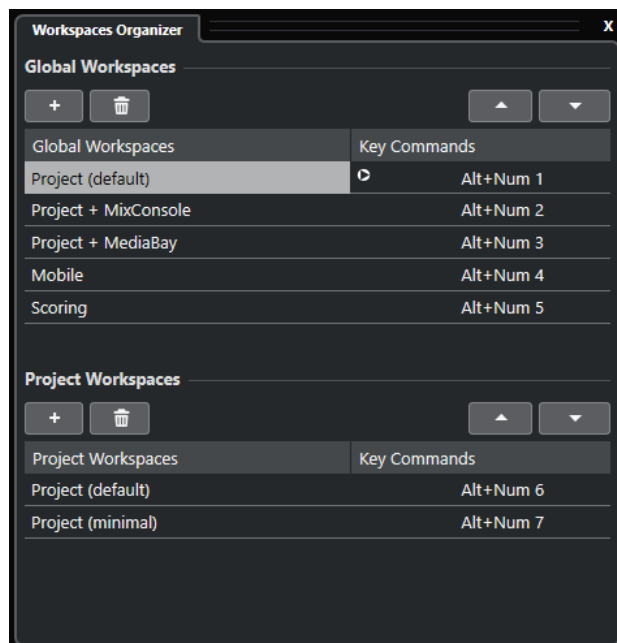 Workspaces Organizer X
Global Workspaces
+
Global Workspaces Key Commands
Project (default) Alt+Num 1
Project + MixConsole Alt+Num 2
Project + MediaBay Alt+Num 3
Mobile Alt+Num 4
Scoring Alt+Num 5
Project Workspaces
+
Project Workspaces Key Commands
Project (default) Alt+Num 6
Project (minimal) Alt+Num 7